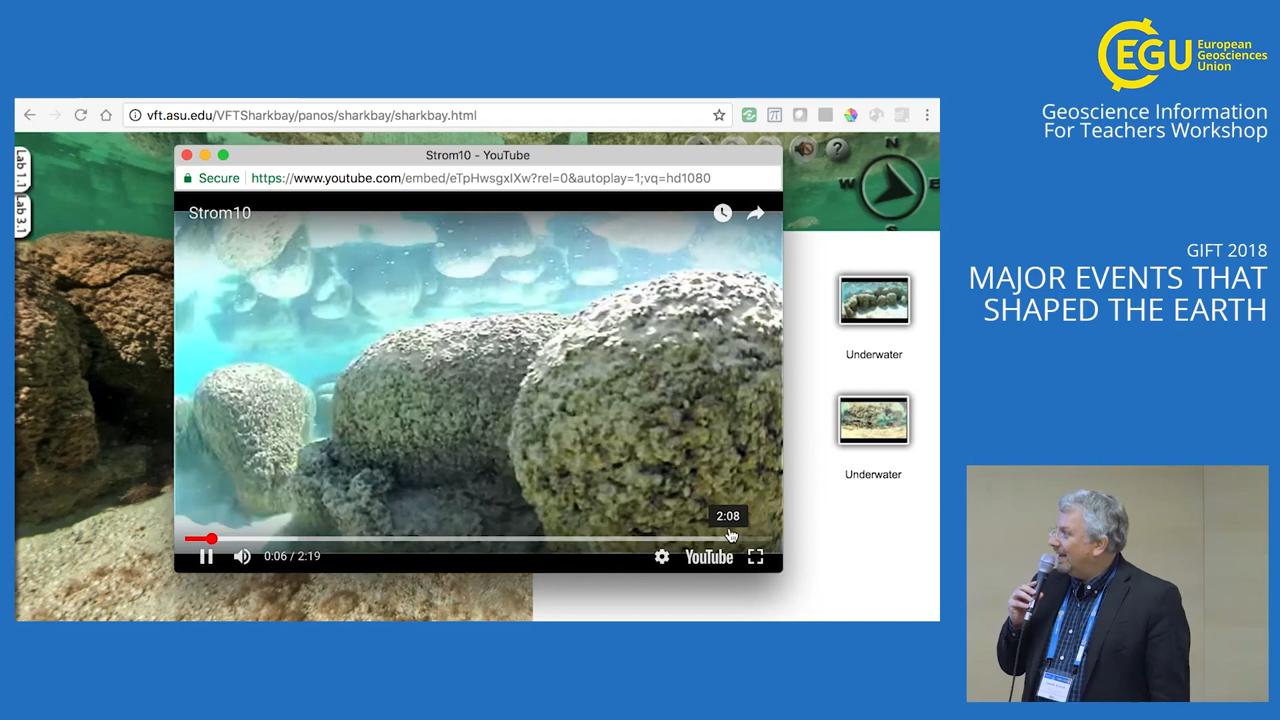 EGU
European
Geosciences
Union
Geoscience Information
For Teachers Workshop
GIFT 2018
MAJOR EVENTS THAT
SHAPED THE EARTH
vft.asu.edu/VFTSharkbay/panos/sharkbay/sharkbay.html
Lab 1.1
Lab 3.1
Strom10 - YouTube
Secure https://www.youtube.com/embed/eTpHwsgxIXw?rel=0&autoplay=1;vq=hd1080
Strom10
?
N
W
E
S
Underwater
Underwater
2:08
0:06 / 2:19
YouTube